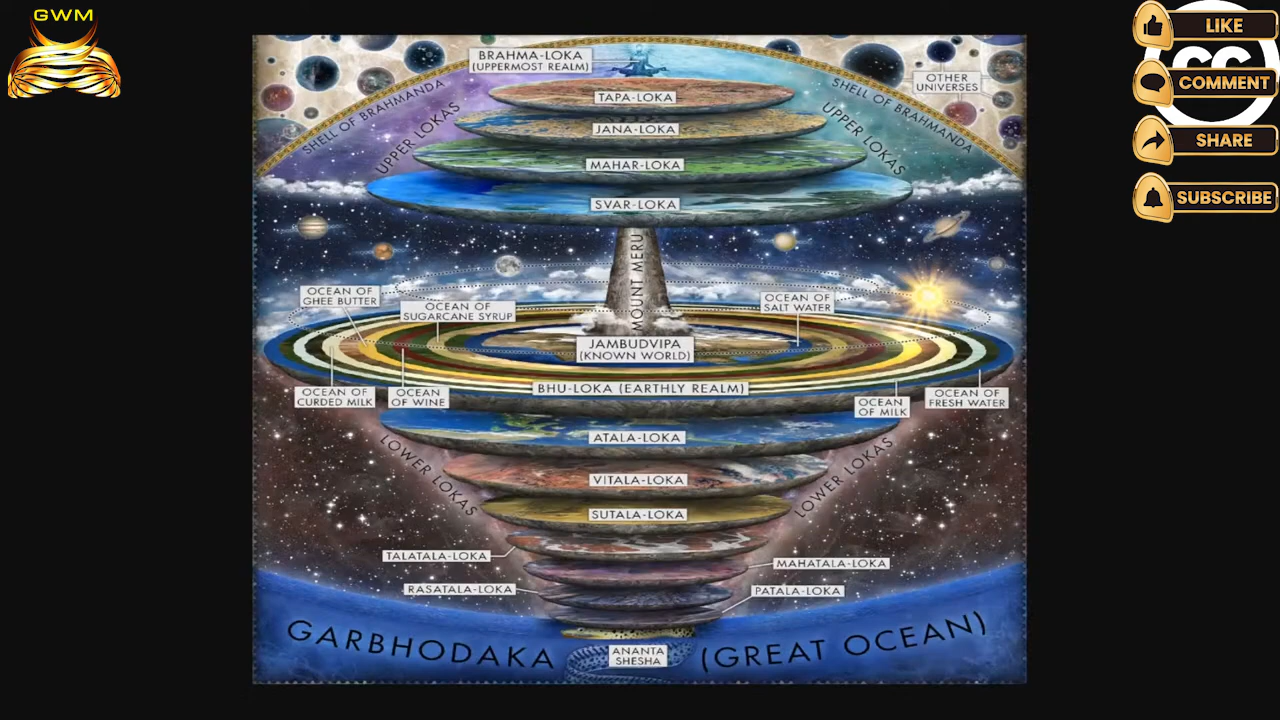 GWM
LIKE
CC
COMMENT
SHARE
SUBSCRIBE
BRAHMA-LOKA
(UPPERMOST REALM)
OTHER
UNIVERSES
SHELL OF BRAHMANDA
SHELL OF BRAHMANDA
UPPER LOKAS
UPPER LOKAS
TAPA-LOKA
JANA-LOKA
MAHAR-LOKA
SVAR-LOKA
MOUNT MERU
OCEAN OF
GHEE BUTTER
OCEAN OF
SUGARCANE SYRUP
OCEAN OF
SALT WATER
JAMBUDVIPA
(KNOWN WORLD)
BHU-LOKA (EARTHLY REALM)
OCEAN OF
CURDED MILK
OCEAN
OF WINE
OCEAN
OF MILK
OCEAN OF
FRESH WATER
ATALA-LOKA
LOWER LOKAS
LOWER LOKAS
VITALA-LOKA
SUTALA-LOKA
TALATALA-LOKA
MAHATALA-LOKA
RASATALA-LOKA
PATALA-LOKA
GARBHODAKA (GREAT OCEAN)
ANANTA
SHESHA